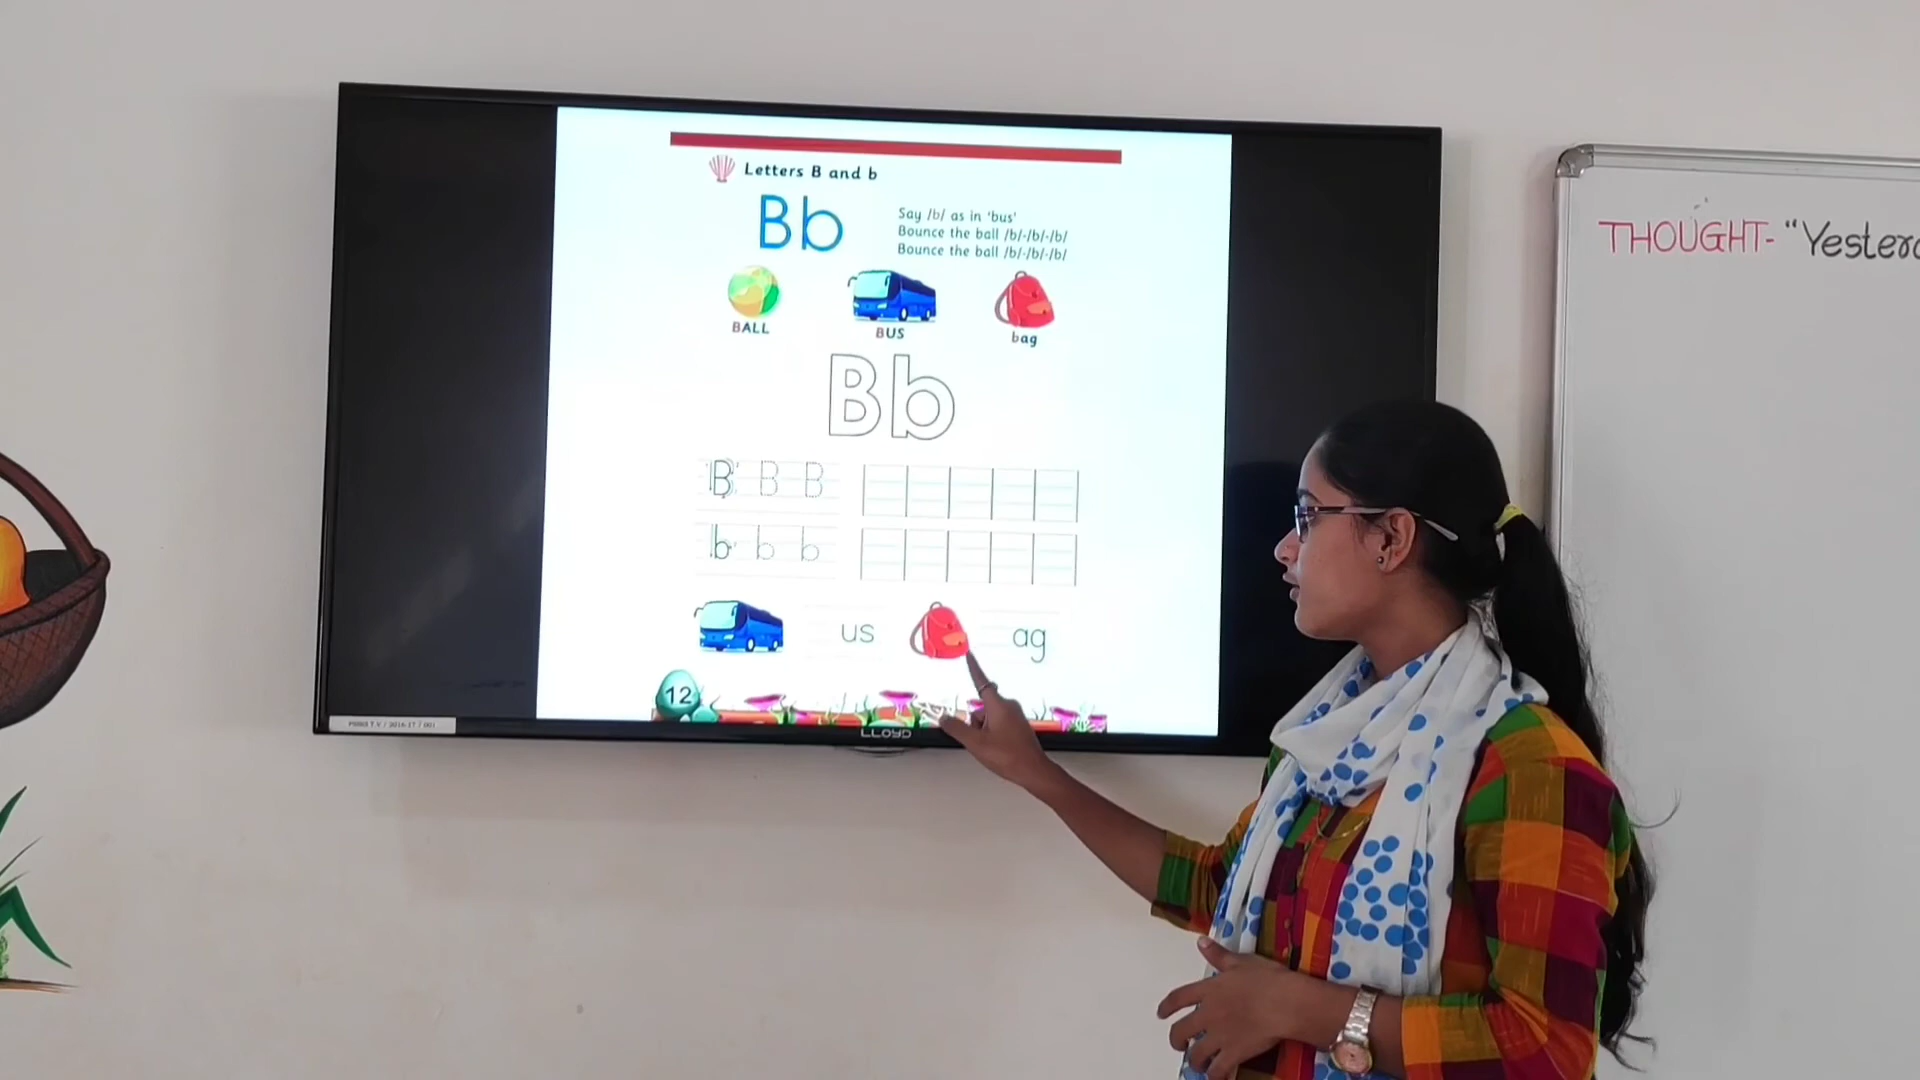 Letters B and b
Bb
Say /b/ as in 'bus'
Bounce the ball /b/-/b/-/b/
Bounce the ball /b/-/b/-/b/
BALL
BUS
bag
Bb
B B B
b b b
us
ag
12
LLOYD
THOUGHT- "Yester